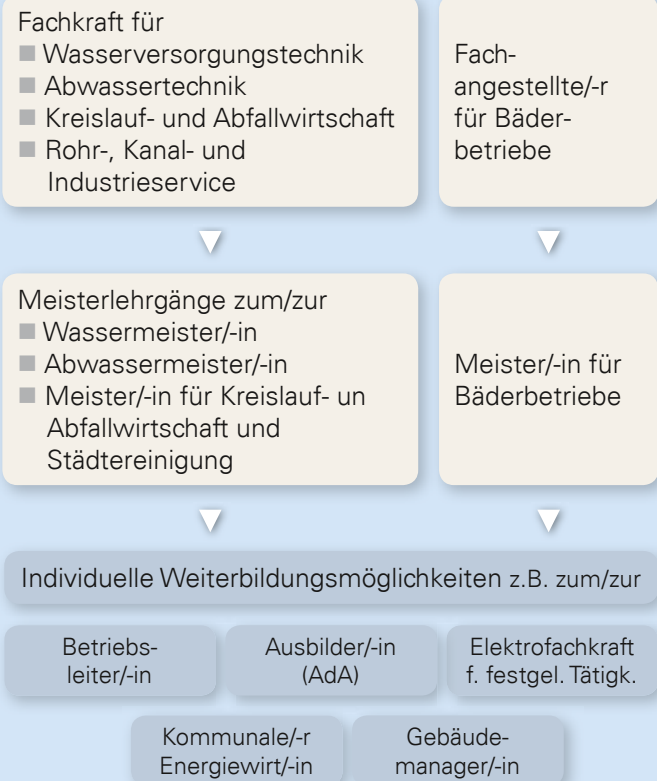 Fachkraft für
■ Wasserversorgungstechnik
■ Abwassertechnik
■ Kreislauf- und Abfallwirtschaft
■ Rohr-, Kanal- und
Industrieservice
Fach-
angestellte/-r
für Bäder-
betriebe
Meisterlehrgänge zum/zur
■ Wassermeister/-in
■ Abwassermeister/-in
■ Meister/-in für Kreislauf- un
Abfallwirtschaft und
Städtereinigung
Meister/-in für
Bäderbetriebe
Individuelle Weiterbildungsmöglichkeiten z.B. zum/zur
Betriebs-
leiter/-in
Ausbilder/-in
(AdA)
Elektrofachkraft
f. festgel. Tätigk.
Kommunale/-r
Energiewirt/-in
Gebäude-
manager/-in